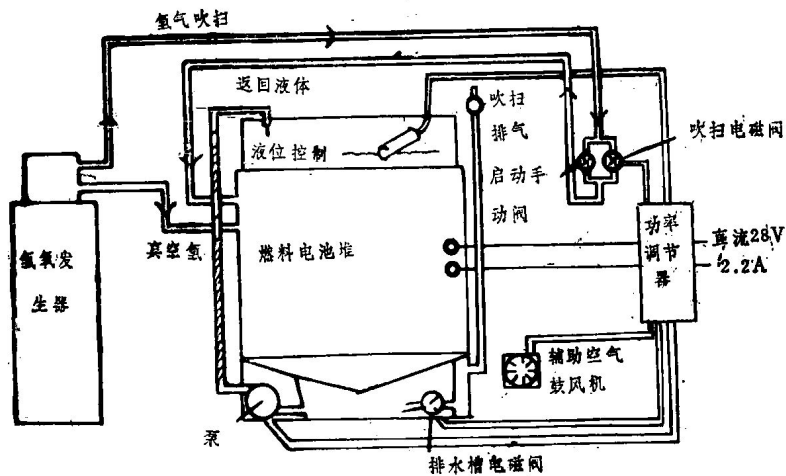 氢气吹扫
返回液体
吹扫
排气
吹扫电磁阀
液位控制
启动手
动阀
功率
调节
器
直流28V
2.2A
真空氢
燃料电池堆
氢氧发
生器
辅助空气
鼓风机
泵
排水槽电磁阀